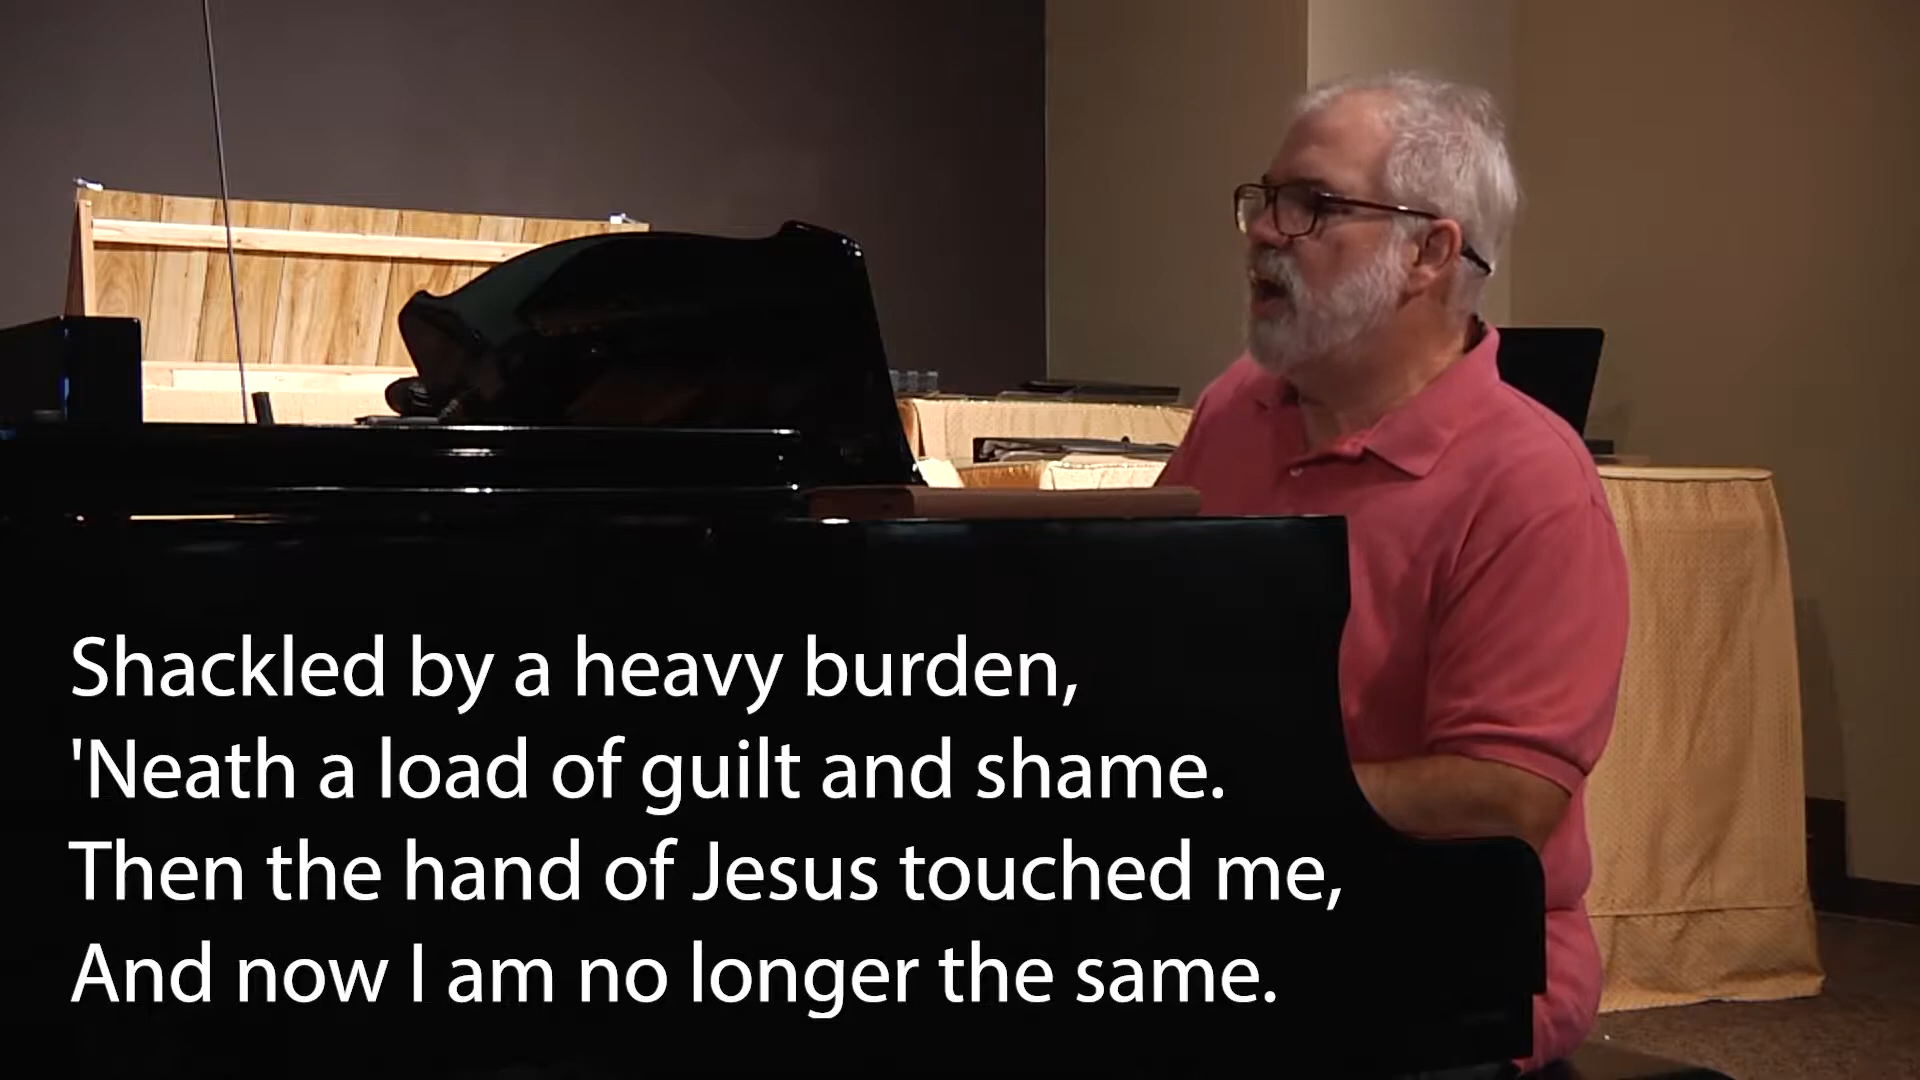 Shackled by a heavy burden,
'Neath a load of guilt and shame.
Then the hand of Jesus touched me,
And now I am no longer the same.